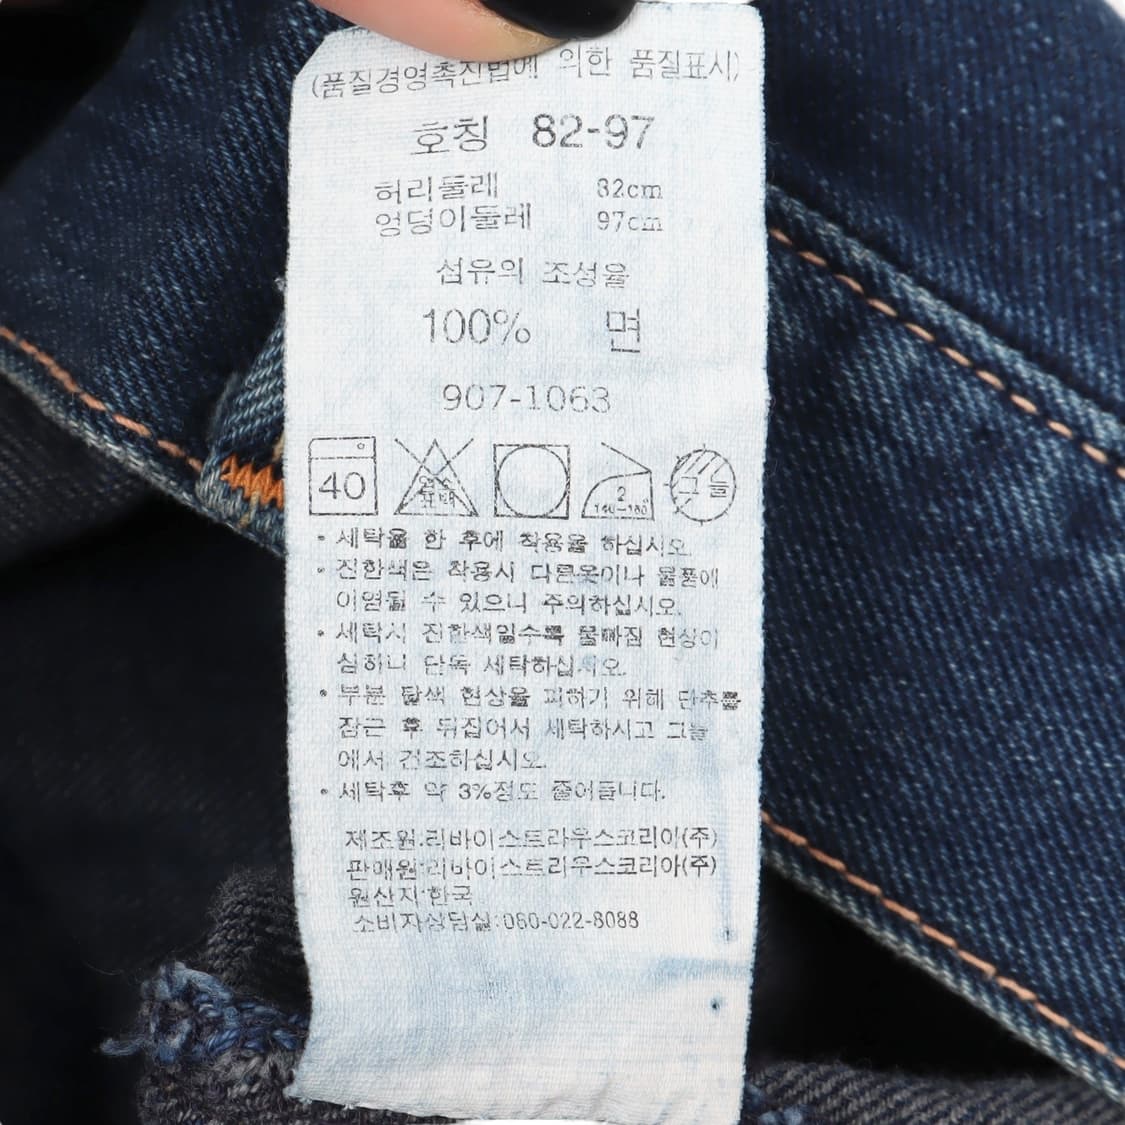 (품질경영촉진법에 의한 품질표시)
호칭 82-97
허리둘레 82cm
엉덩이둘레 97cm
섬유의 조성율
100% 면
907-1063
40
염소
표백
2
140-160°
그늘
• 세탁을 한 후에 착용을 하십시오.
• 진한색은 착용시 다른옷이나 물품에
이염될 수 있으니 주의하십시오.
• 세탁시 진한색일수록 물빠짐 현상이
심하니 단독 세탁하십시오.
• 부분 탈색 현상을 피하기 위해 단추를
잠근 후 뒤집어서 세탁하시고 그늘
에서 건조하십시오.
• 세탁후 약 3%정도 줄어듭니다.
제조원:리바이스트라우스코리아(주)
판매원:리바이스트라우스코리아(주)
원산지:한국
소비자상담실:080-022-8088